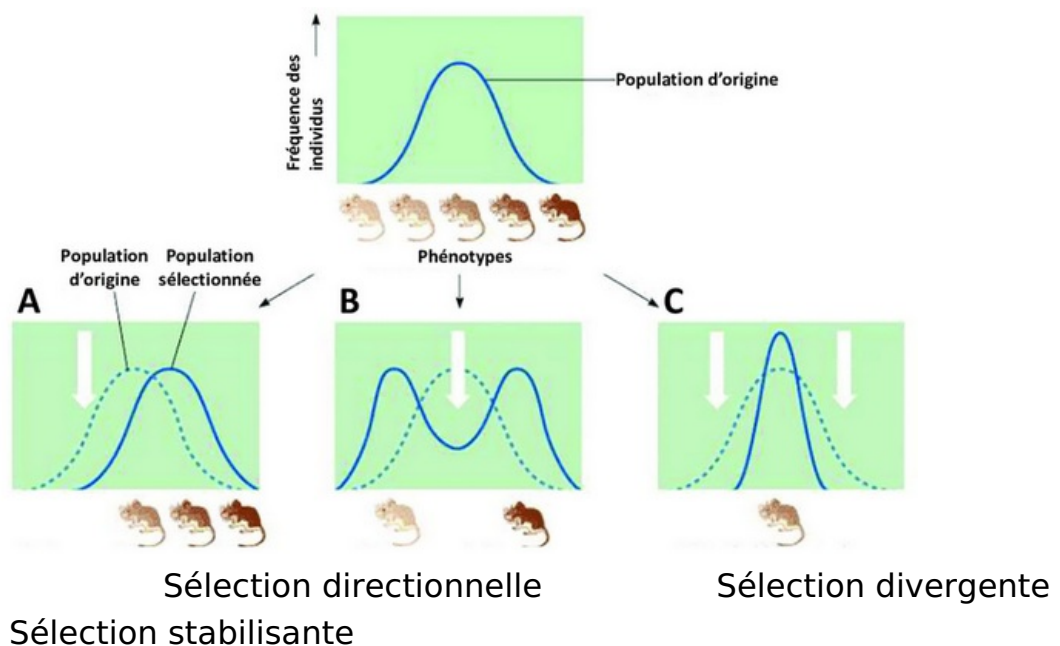 Fréquence des
individus
Population d'origine
Phénotypes
Population
d'origine
Population
sélectionnée
A
B
C
Sélection directionnelle
Sélection divergente
Sélection stabilisante